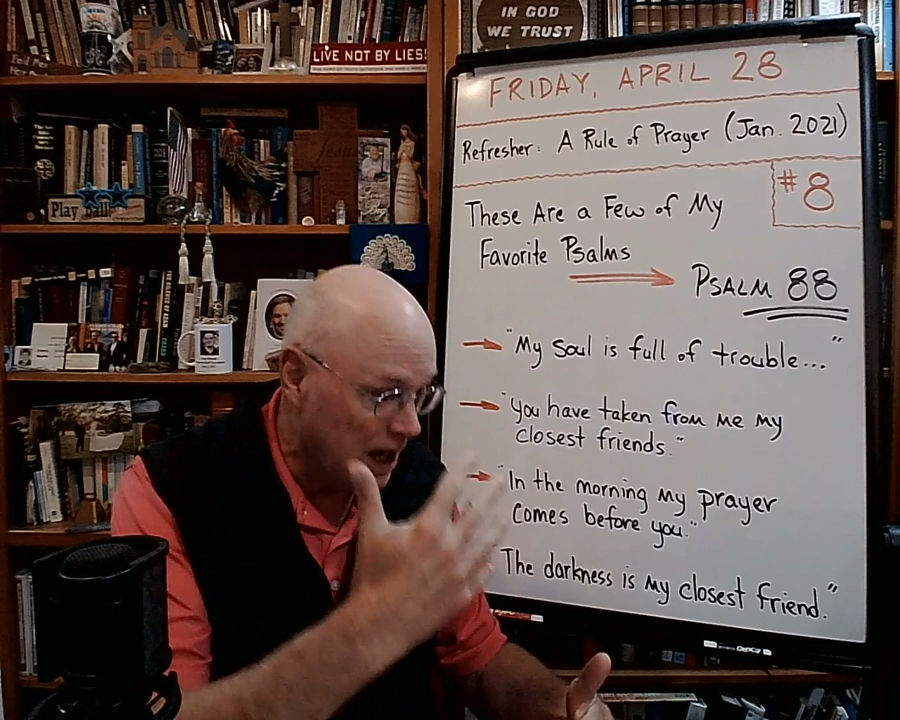 IN GOD
WE TRUST
LIVE NOT BY LIES!
Play ball
FRIDAY, APRIL 28
Refresher: A Rule of Prayer (Jan. 2021)
#8
These Are a Few of My
Favorite Psalms
PSALM 88
"My soul is full of trouble..."
"You have taken from me my
closest friends."
"In the morning my prayer
comes before you."
The darkness is my closest friend."